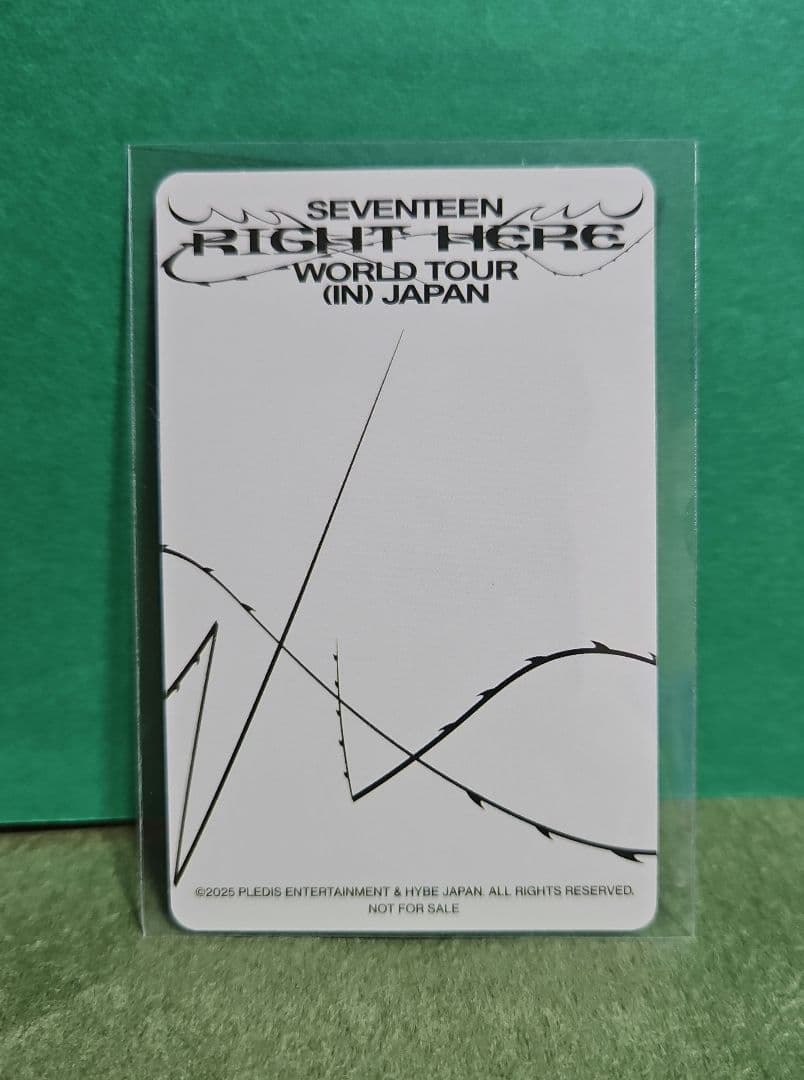 SEVENTEEN
RIGHT HERE
WORLD TOUR
(IN) JAPAN
©2025 PLEDIS ENTERTAINMENT & HYBE JAPAN. ALL RIGHTS RESERVED.
NOT FOR SALE